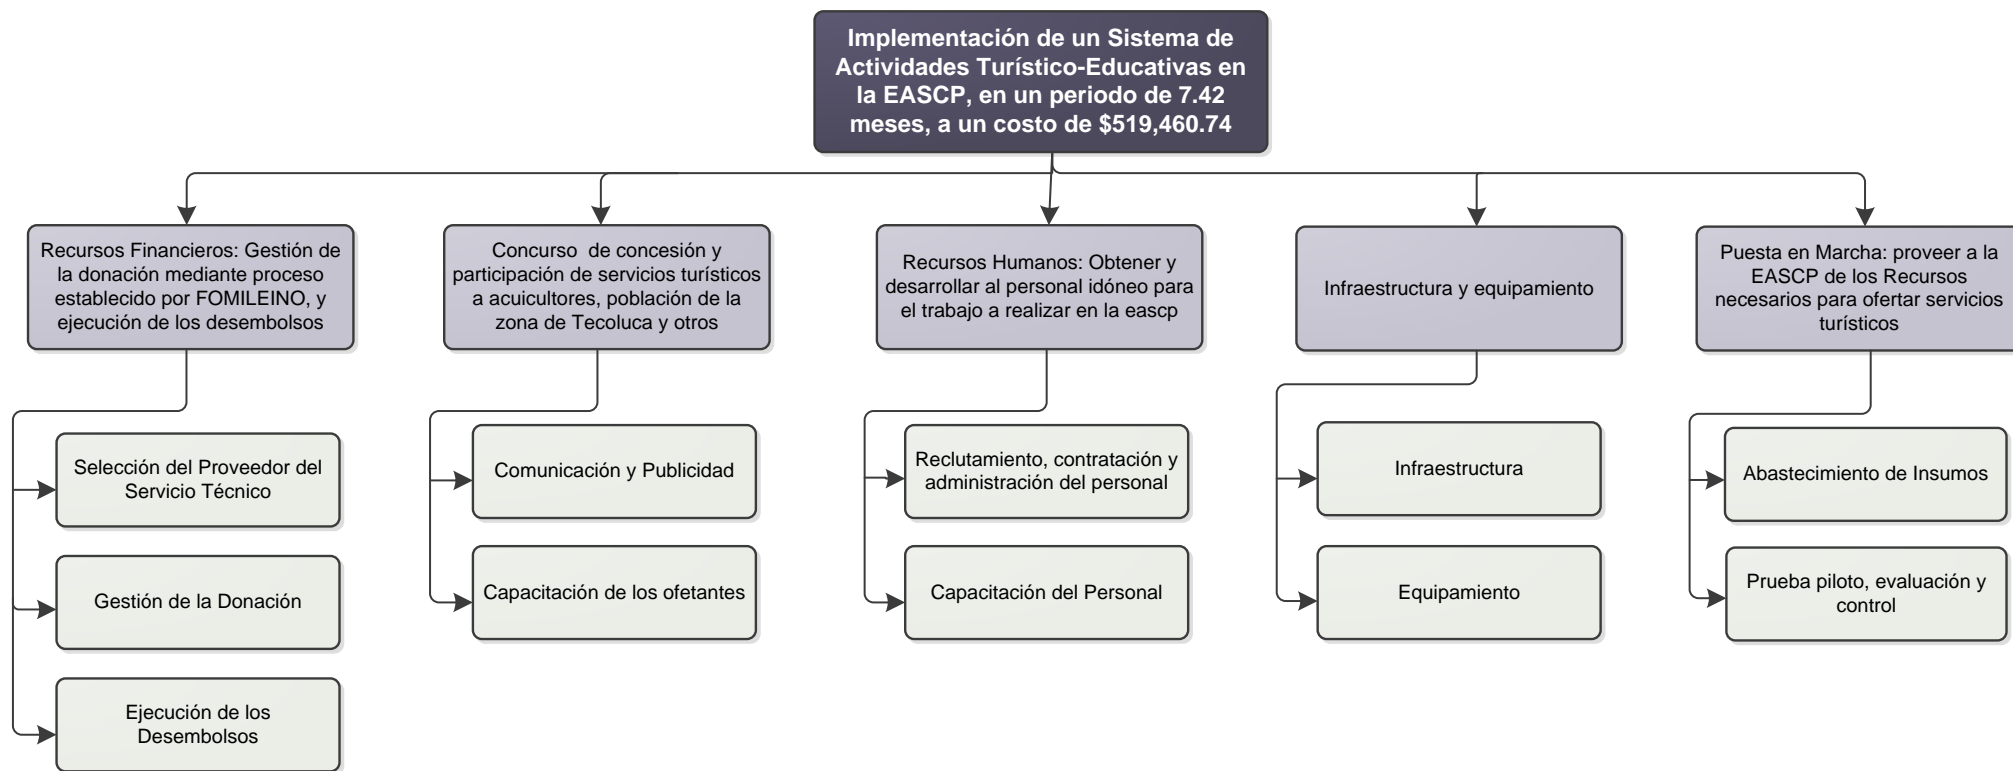 Implementación de un Sistema de
Actividades Turístico-Educativas en
la EASCP, en un periodo de 7.42
meses, a un costo de $519,460.74
Recursos Financieros: Gestión de
la donación mediante proceso
establecido por FOMILEINO, y
ejecución de los desembolsos
Concurso de concesión y
participación de servicios turísticos
a acuicultores, población de la
zona de Tecoluca y otros
Recursos Humanos: Obtener y
desarrollar al personal idóneo para
el trabajo a realizar en la eascp
Infraestructura y equipamiento
Puesta en Marcha: proveer a la
EASCP de los Recursos
necesarios para ofertar servicios
turísticos
Selección del Proveedor del
Servicio Técnico
Gestión de la Donación
Ejecución de los
Desembolsos
Comunicación y Publicidad
Capacitación de los ofetantes
Reclutamiento, contratación y
administración del personal
Capacitación del Personal
Infraestructura
Equipamiento
Abastecimiento de Insumos
Prueba piloto, evaluación y
control